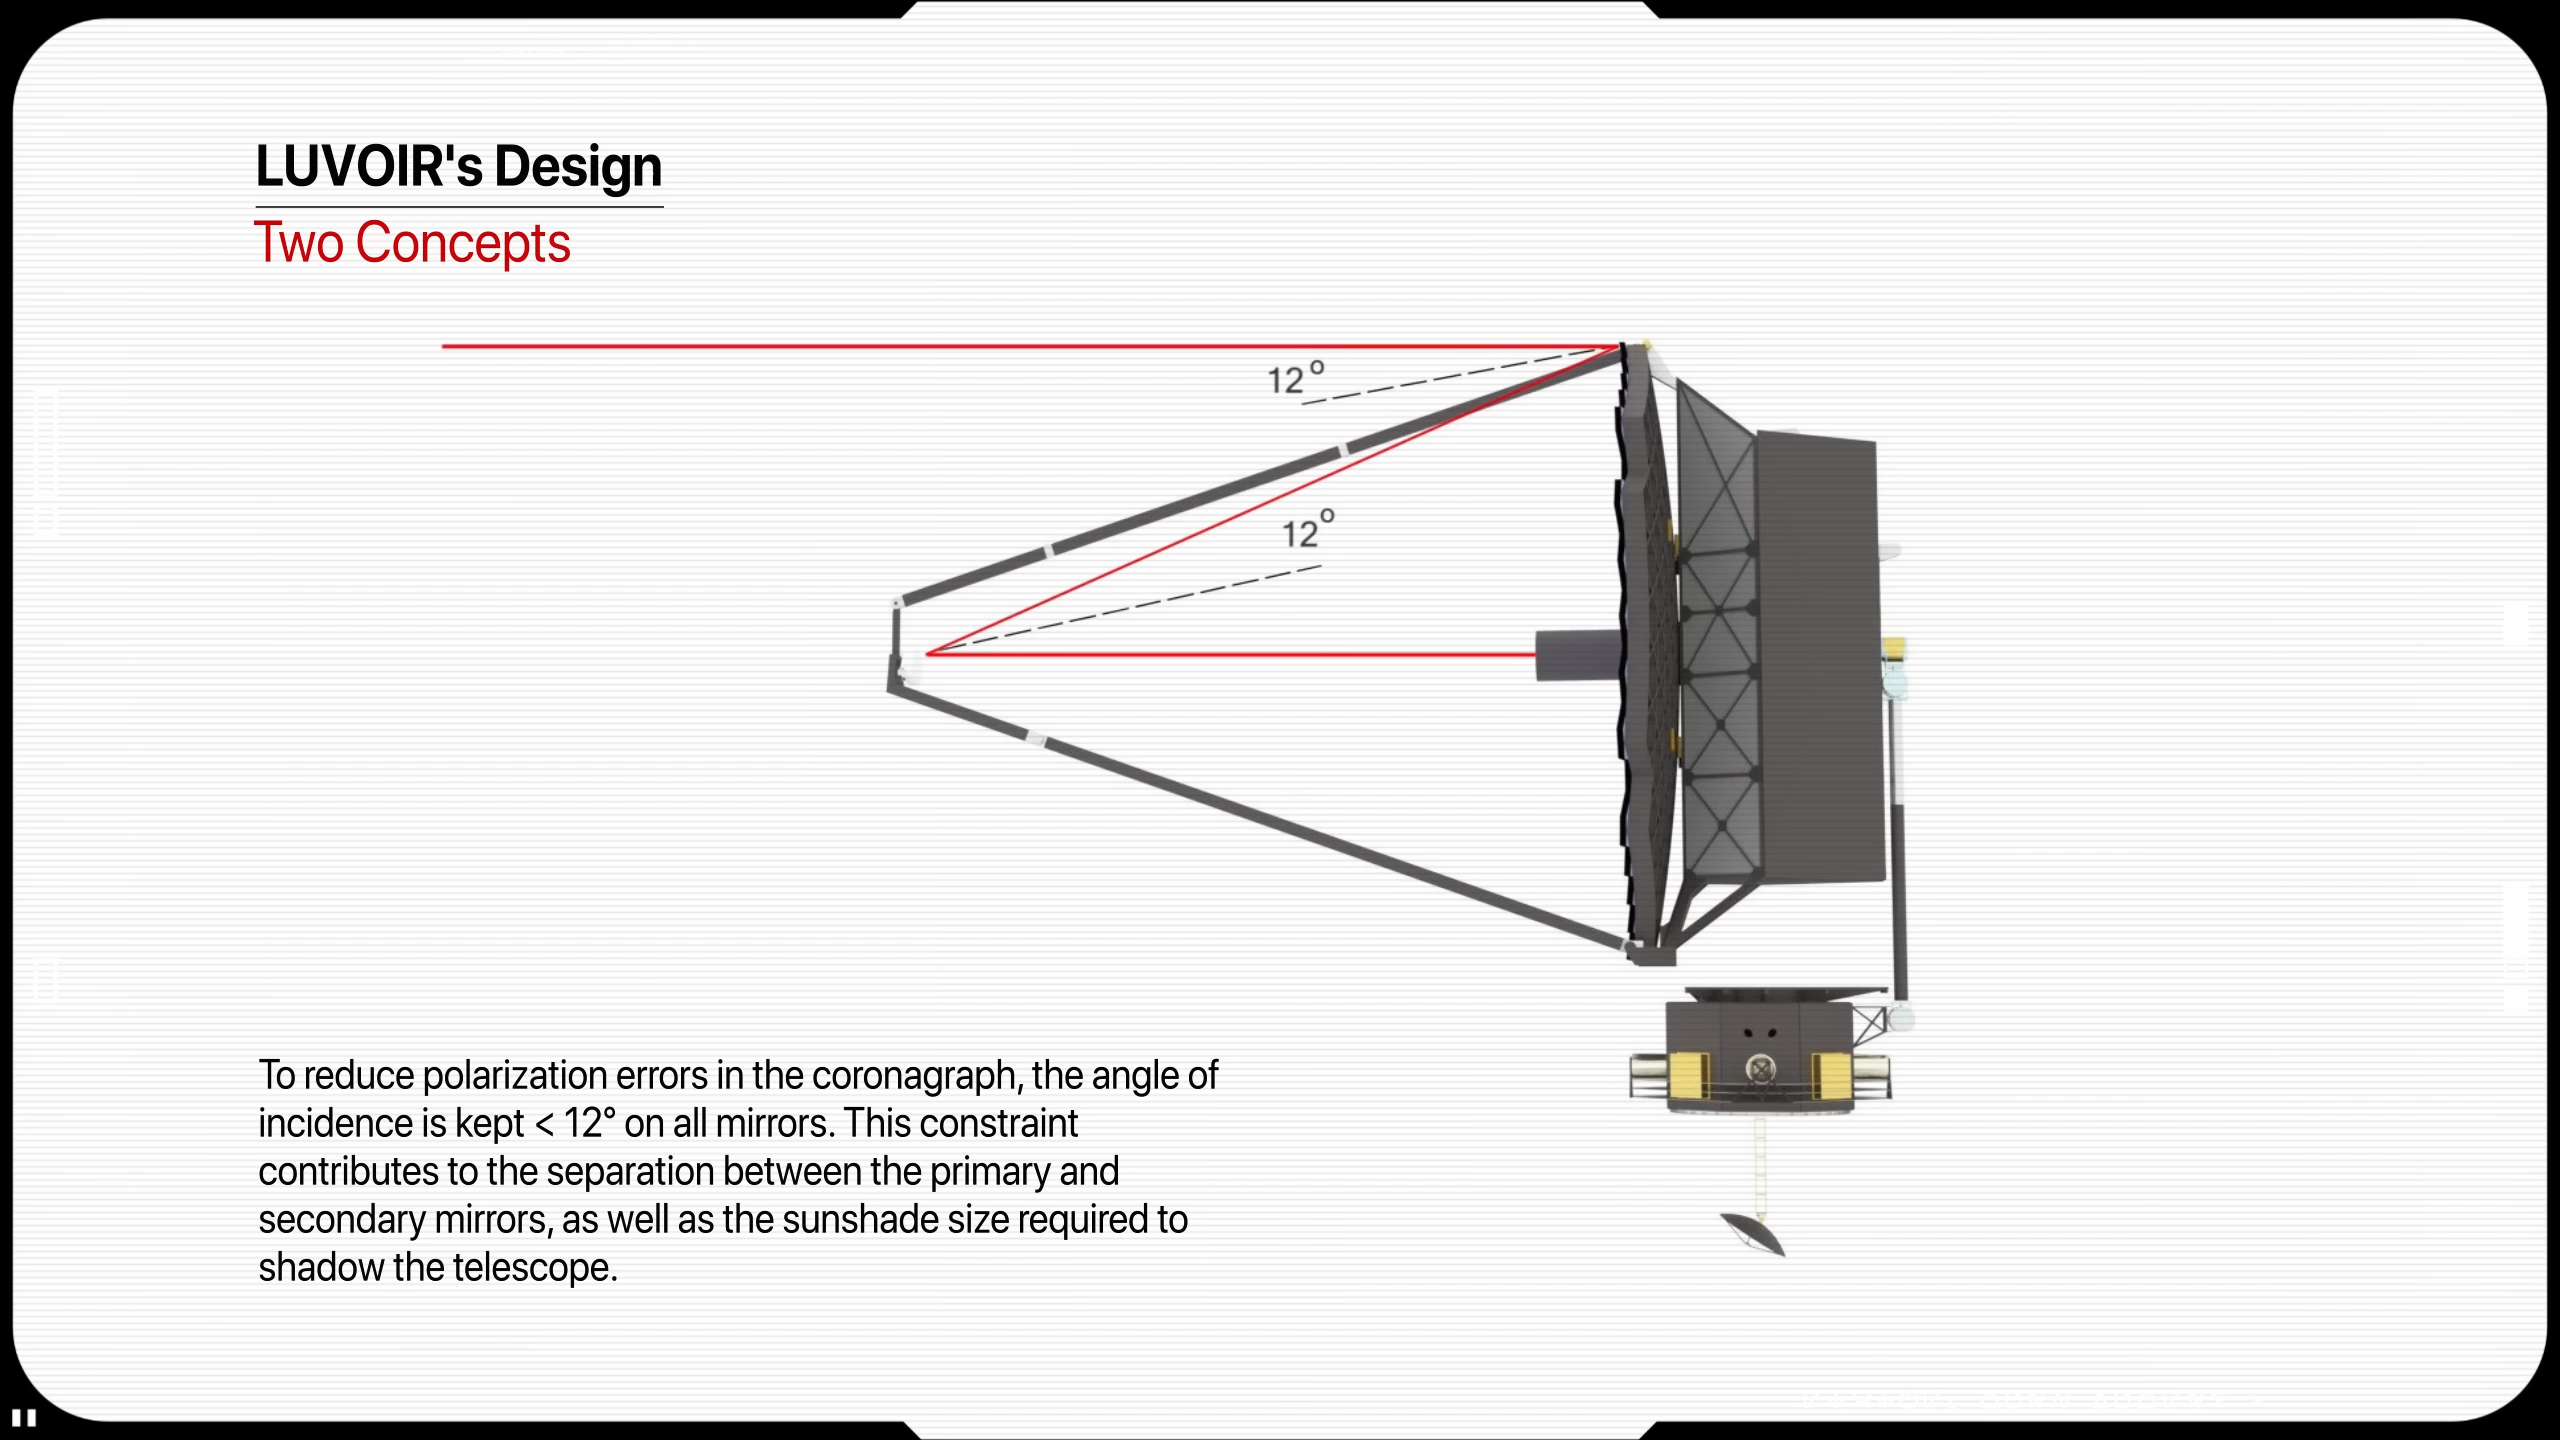 LUVOIR's Design
Two Concepts
12°
12°
To reduce polarization errors in the coronagraph, the angle of
incidence is kept < 12° on all mirrors. This constraint
contributes to the separation between the primary and
secondary mirrors, as well as the sunshade size required to
shadow the telescope.